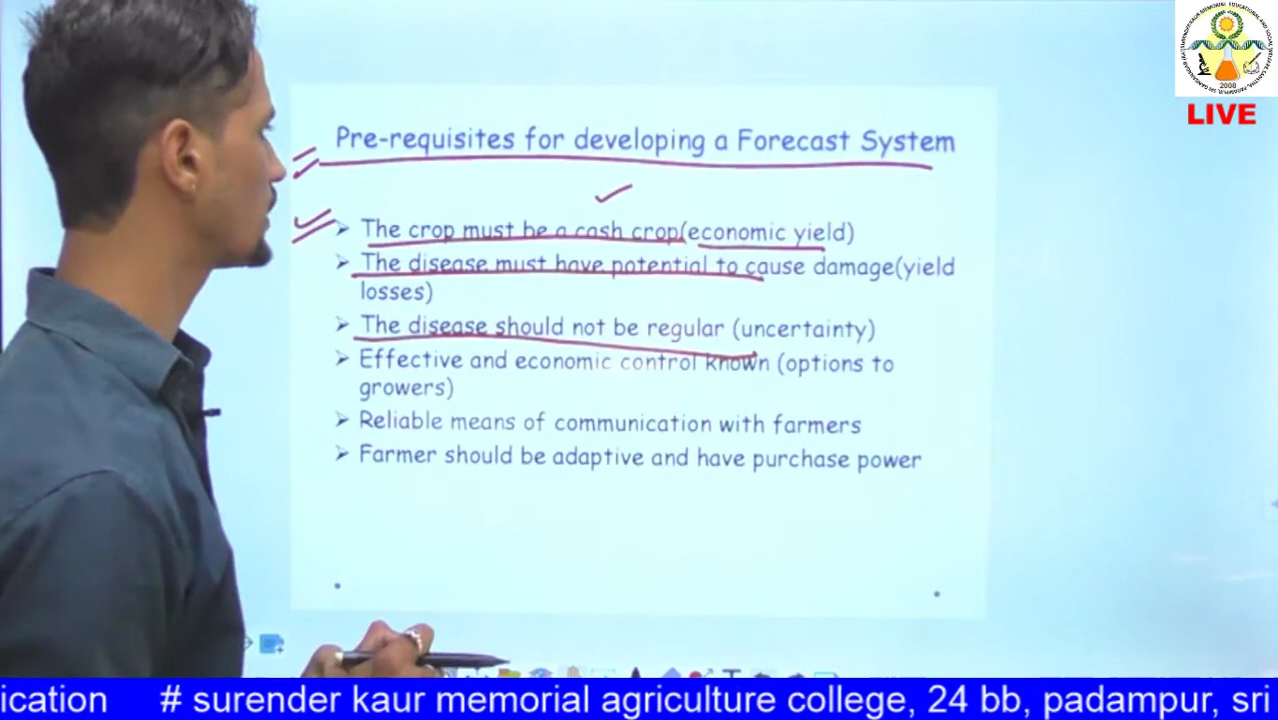 2008
LIVE
Pre-requisites for developing a Forecast System
➤ The crop must be a cash crop(economic yield)
➤ The disease must have potential to cause damage(yield
losses)
➤ The disease should not be regular (uncertainty)
➤ Effective and economic control known (options to
growers)
➤ Reliable means of communication with farmers
➤ Farmer should be adaptive and have purchase power
ication # surender kaur memorial agriculture college, 24 bb, padampur, sri